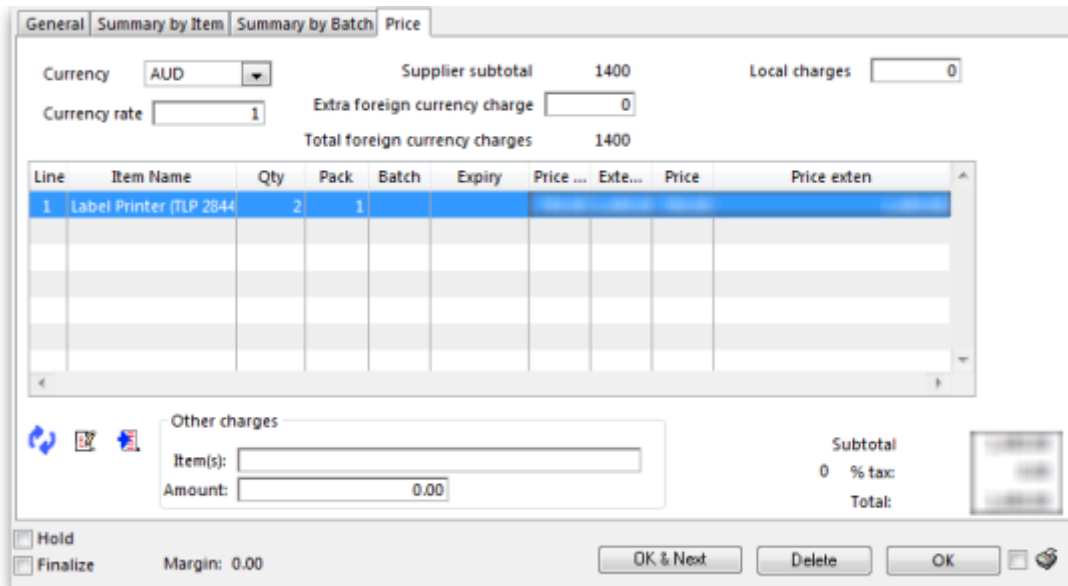 General Summary by Item Summary by Batch Price
Currency AUD Supplier subtotal 1400 Local charges 0
Currency rate 1 Extra foreign currency charge 0
Total foreign currency charges 1400
Line Item Name Qty Pack Batch Expiry Price ... Exte... Price Price exten
1 Label Printer (TLP 2844 2 1
Other charges
Item(s):
Amount: 0.00
Subtotal
0 % tax:
Total:
Hold
Finalize Margin: 0.00 OK & Next Delete OK